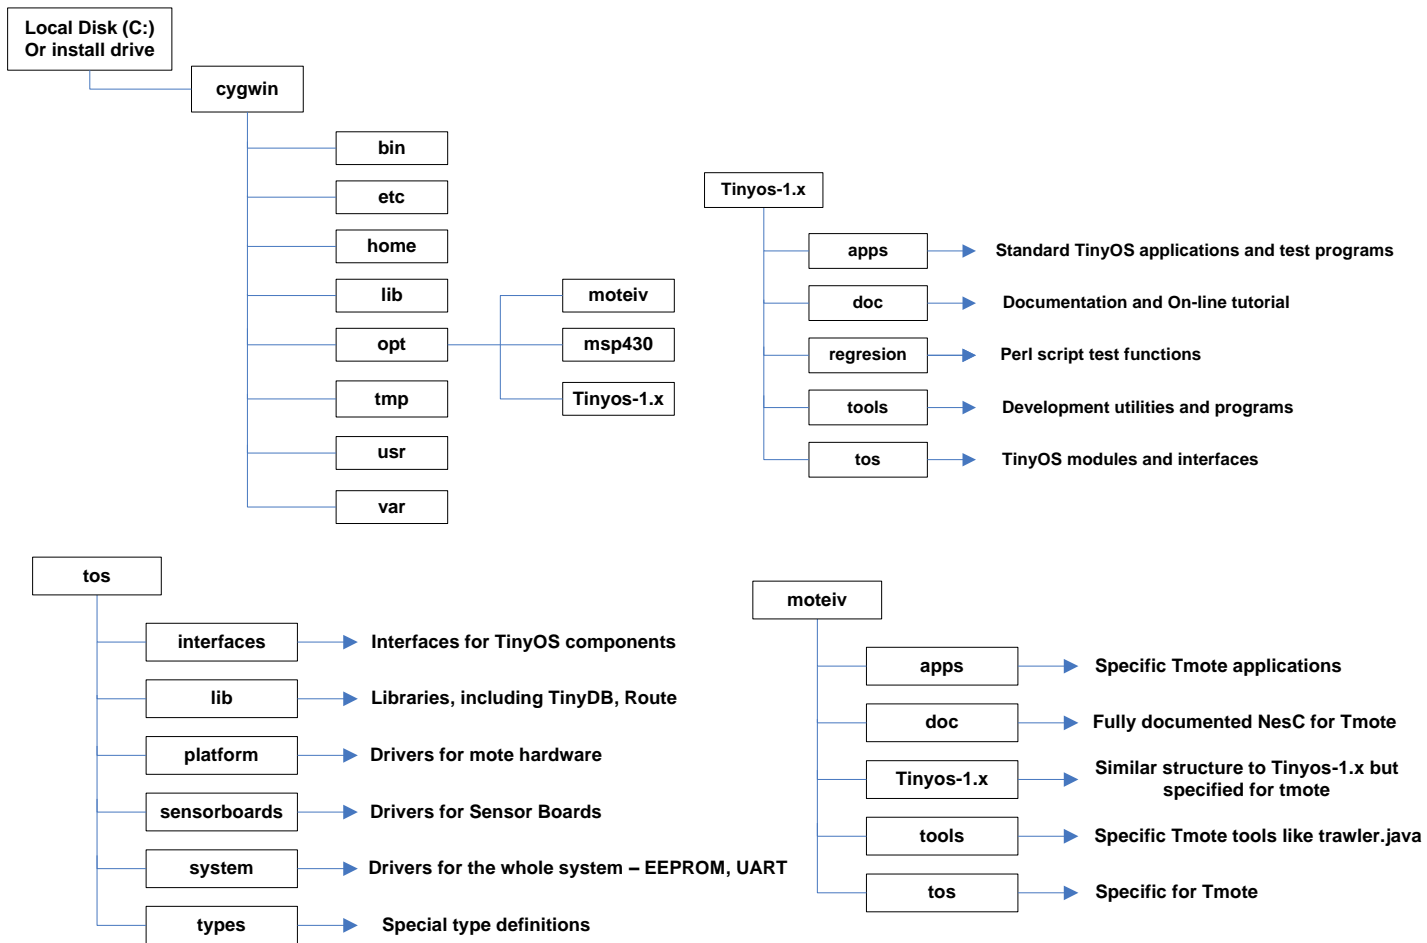 Local Disk (C:)
Or install drive
cygwin
bin
etc
home
lib
opt
tmp
usr
var
moteiv
msp430
Tinyos-1.x
Tinyos-1.x
apps
Standard TinyOS applications and test programs
doc
Documentation and On-line tutorial
regresion
Perl script test functions
tools
Development utilities and programs
tos
TinyOS modules and interfaces
tos
interfaces
Interfaces for TinyOS components
lib
Libraries, including TinyDB, Route
platform
Drivers for mote hardware
sensorboards
Drivers for Sensor Boards
system
Drivers for the whole system – EEPROM, UART
types
Special type definitions
moteiv
apps
Specific Tmote applications
doc
Fully documented NesC for Tmote
Tinyos-1.x
Similar structure to Tinyos-1.x but
specified for tmote
tools
Specific Tmote tools like trawler.java
tos
Specific for Tmote